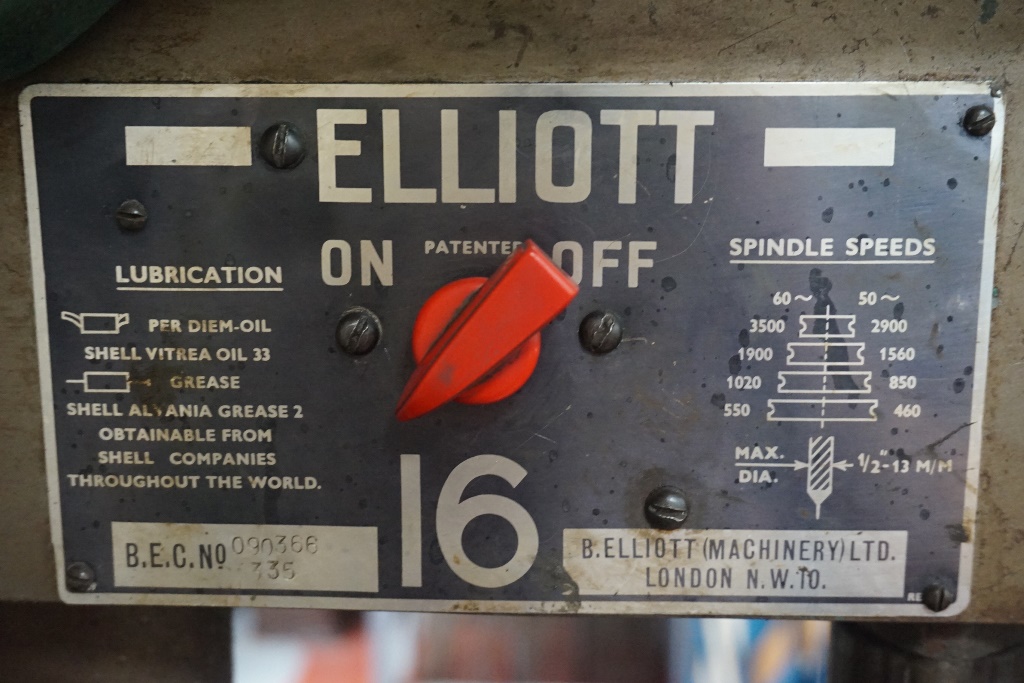 ELLIOTT
ON PATENTED OFF
LUBRICATION
PER DIEM-OIL
SHELL VITREA OIL 33
GREASE
SHELL ALVANIA GREASE 2
OBTAINABLE FROM
SHELL COMPANIES
THROUGHOUT THE WORLD.
SPINDLE SPEEDS
60~ 50~
3500 2900
1900 1560
1020 850
550 460
MAX. DIA. 1/2"-13 M/M
16
B.E.C. No 090366
335
B.ELLIOTT (MACHINERY) LTD.
LONDON N.W.10.